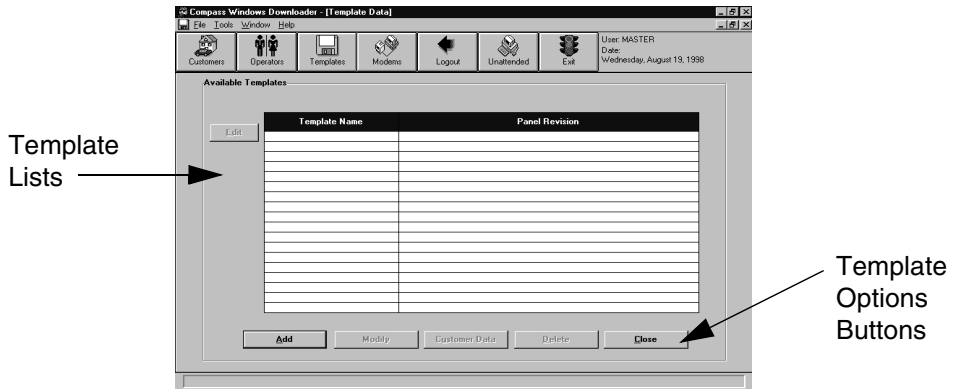 Compass Windows Downloader - [Template Data]
File Tools Window Help
Customers Operators Templates Modems Logout Unattended Exit
User: MASTER
Date:
Wednesday, August 19, 1998
Available Templates
Edit
Template Name Panel Revision
Template
Lists
Add Modify Customer Data Delete Close
Template
Options
Buttons